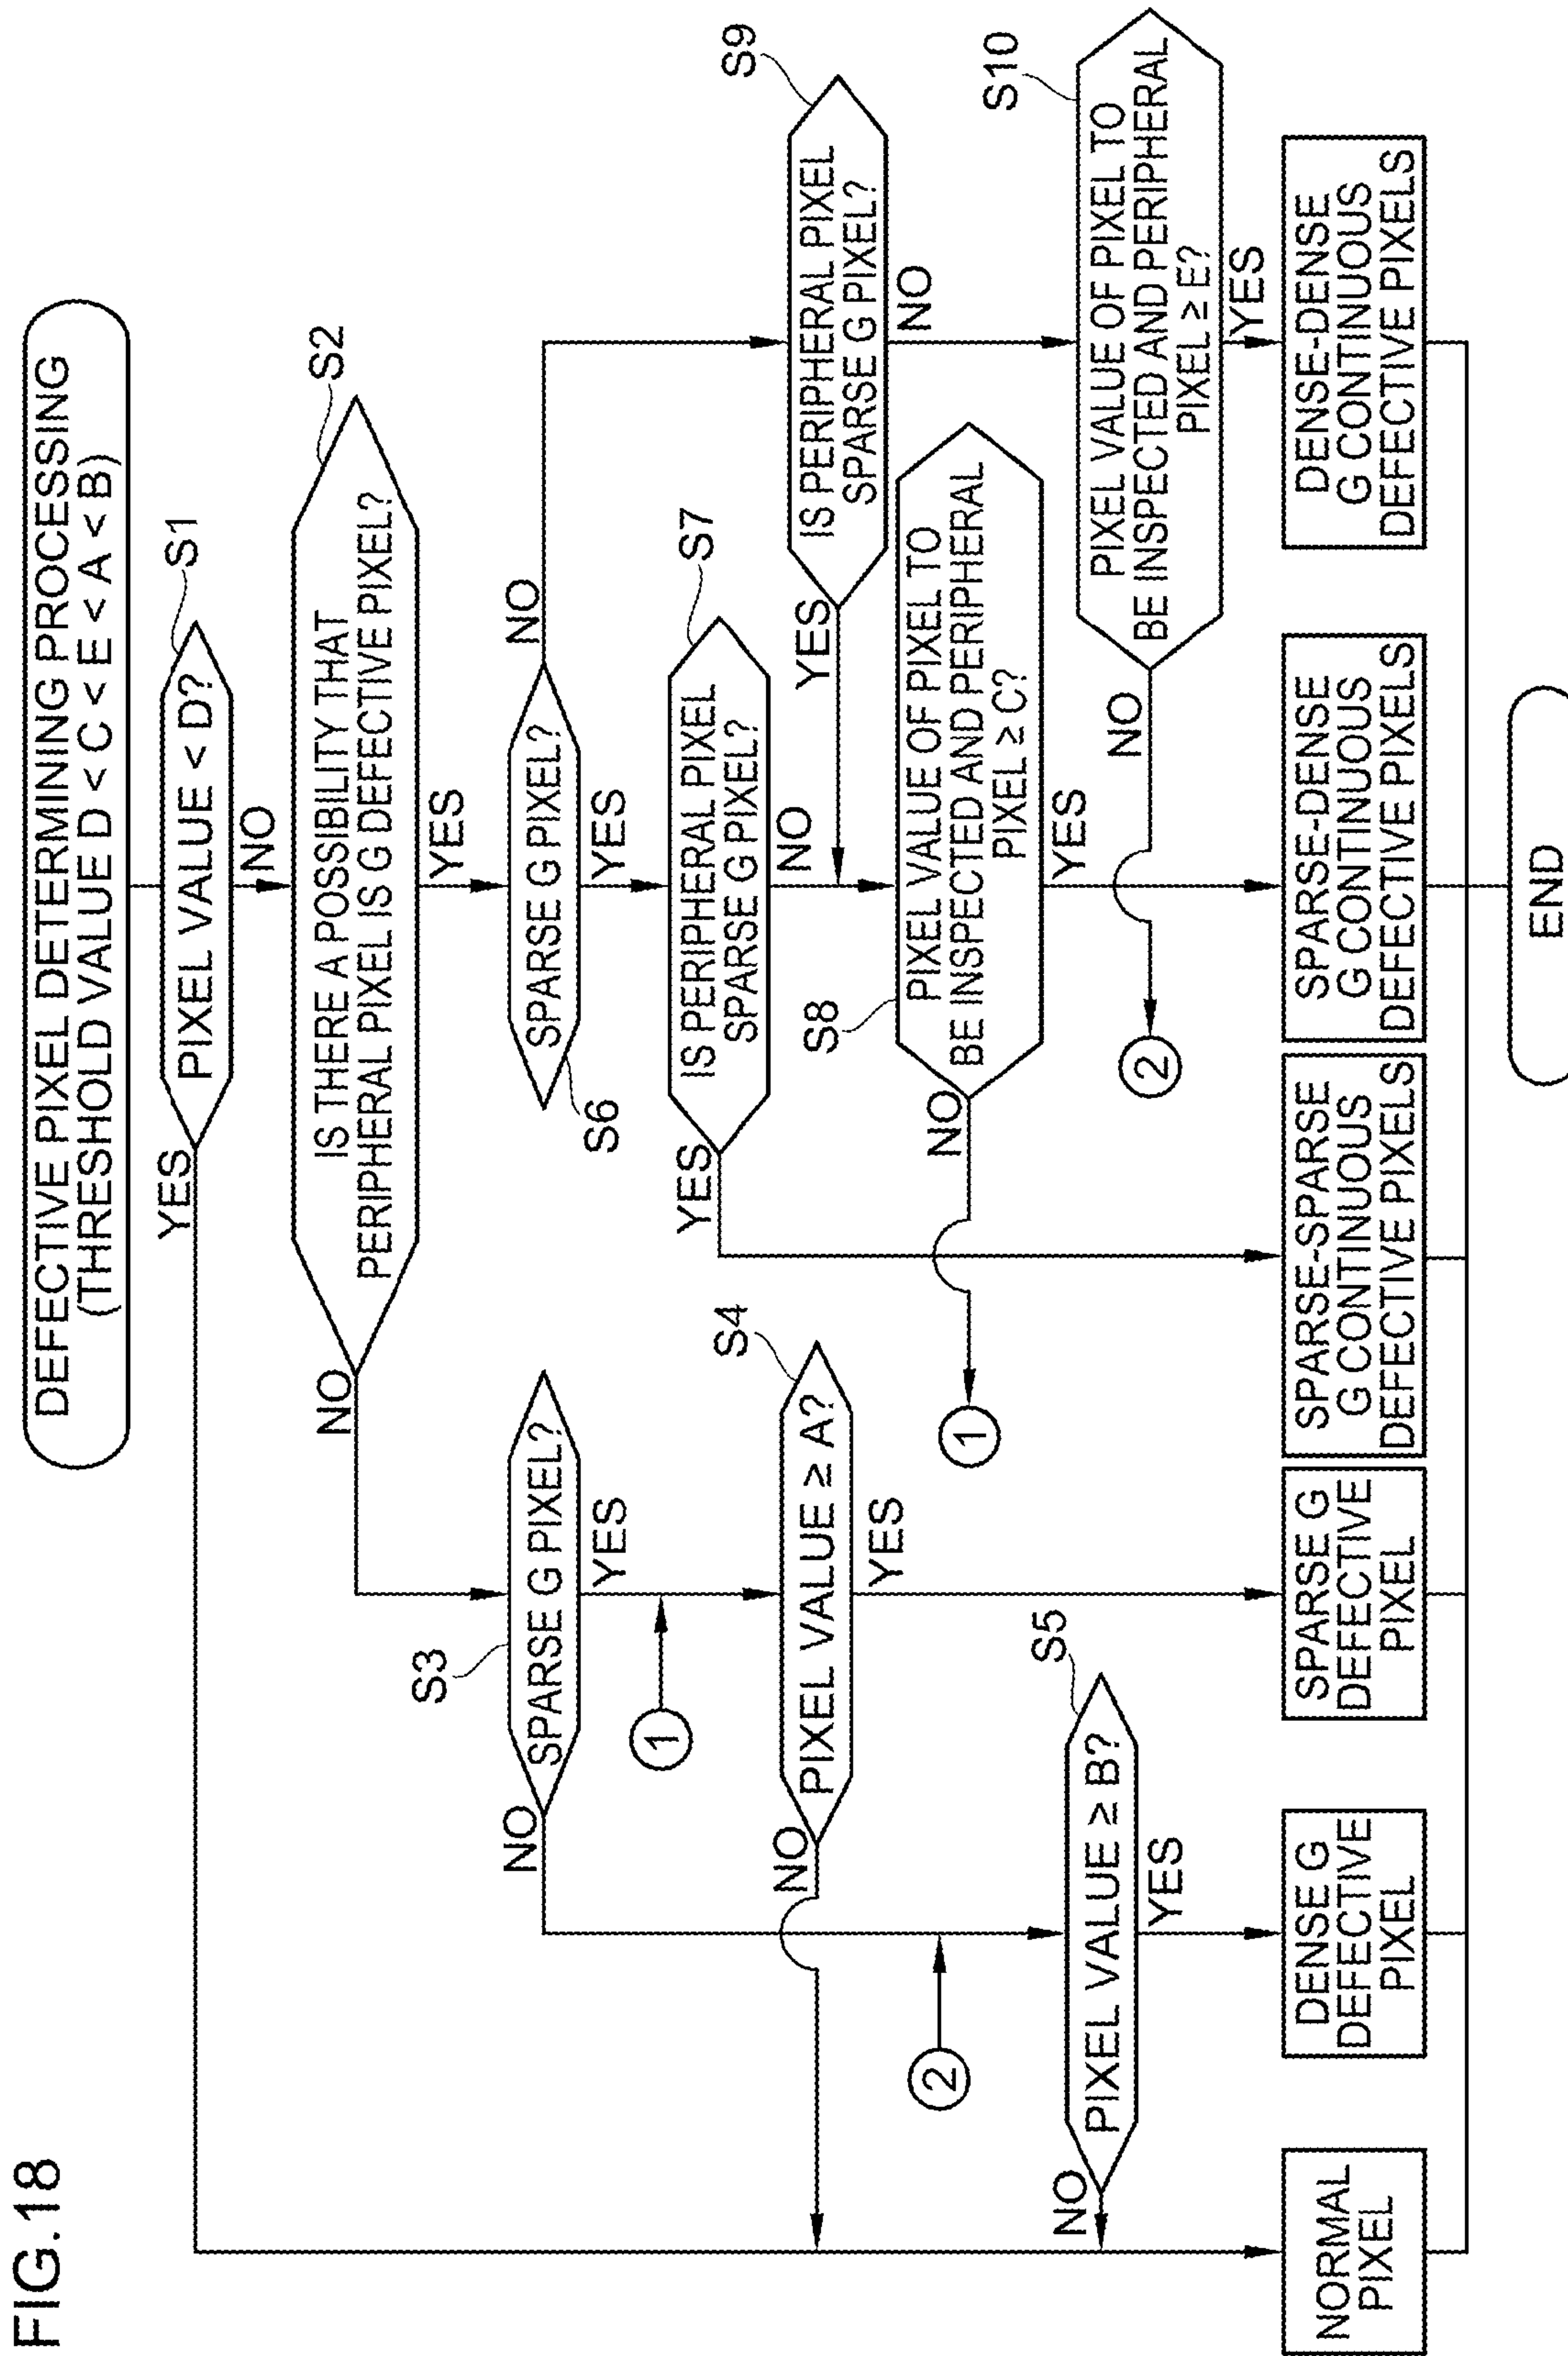 FIG.18
DEFECTIVE PIXEL DETERMINING PROCESSING
(THRESHOLD VALUE D < C < E < A < B)
S1
PIXEL VALUE < D?
YES
NO
S2
IS THERE A POSSIBILITY THAT
PERIPHERAL PIXEL IS G DEFECTIVE PIXEL?
NO
YES
S3
SPARSE G PIXEL?
NO
YES
S6
SPARSE G PIXEL?
NO
YES
1
S4
PIXEL VALUE ≥ A?
NO
YES
S7
IS PERIPHERAL PIXEL
SPARSE G PIXEL?
YES
NO
S9
IS PERIPHERAL PIXEL
SPARSE G PIXEL?
YES
NO
S8
PIXEL VALUE OF PIXEL TO
BE INSPECTED AND PERIPHERAL
PIXEL ≥ C?
NO
YES
1
2
S5
PIXEL VALUE ≥ B?
NO
YES
S10
PIXEL VALUE OF PIXEL TO
BE INSPECTED AND PERIPHERAL
PIXEL ≥ E?
NO
YES
2
NORMAL
PIXEL
DENSE G
DEFECTIVE
PIXEL
SPARSE G
DEFECTIVE
PIXEL
SPARSE-SPARSE
G CONTINUOUS
DEFECTIVE PIXELS
SPARSE-DENSE
G CONTINUOUS
DEFECTIVE PIXELS
DENSE-DENSE
G CONTINUOUS
DEFECTIVE PIXELS
END